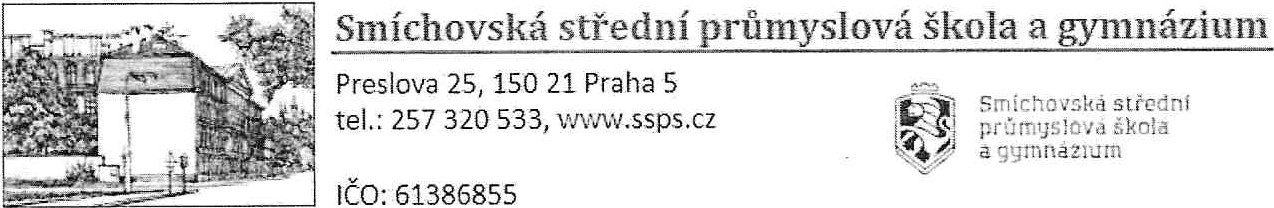 Smíchovská střední průmyslová škola a gymnázium
Preslova 25, 150 21 Praha 5
tel.: 257 320 533, www.ssps.cz
IČO: 61386855
Smíchovská střední
průmyslová škola
a gymnázium